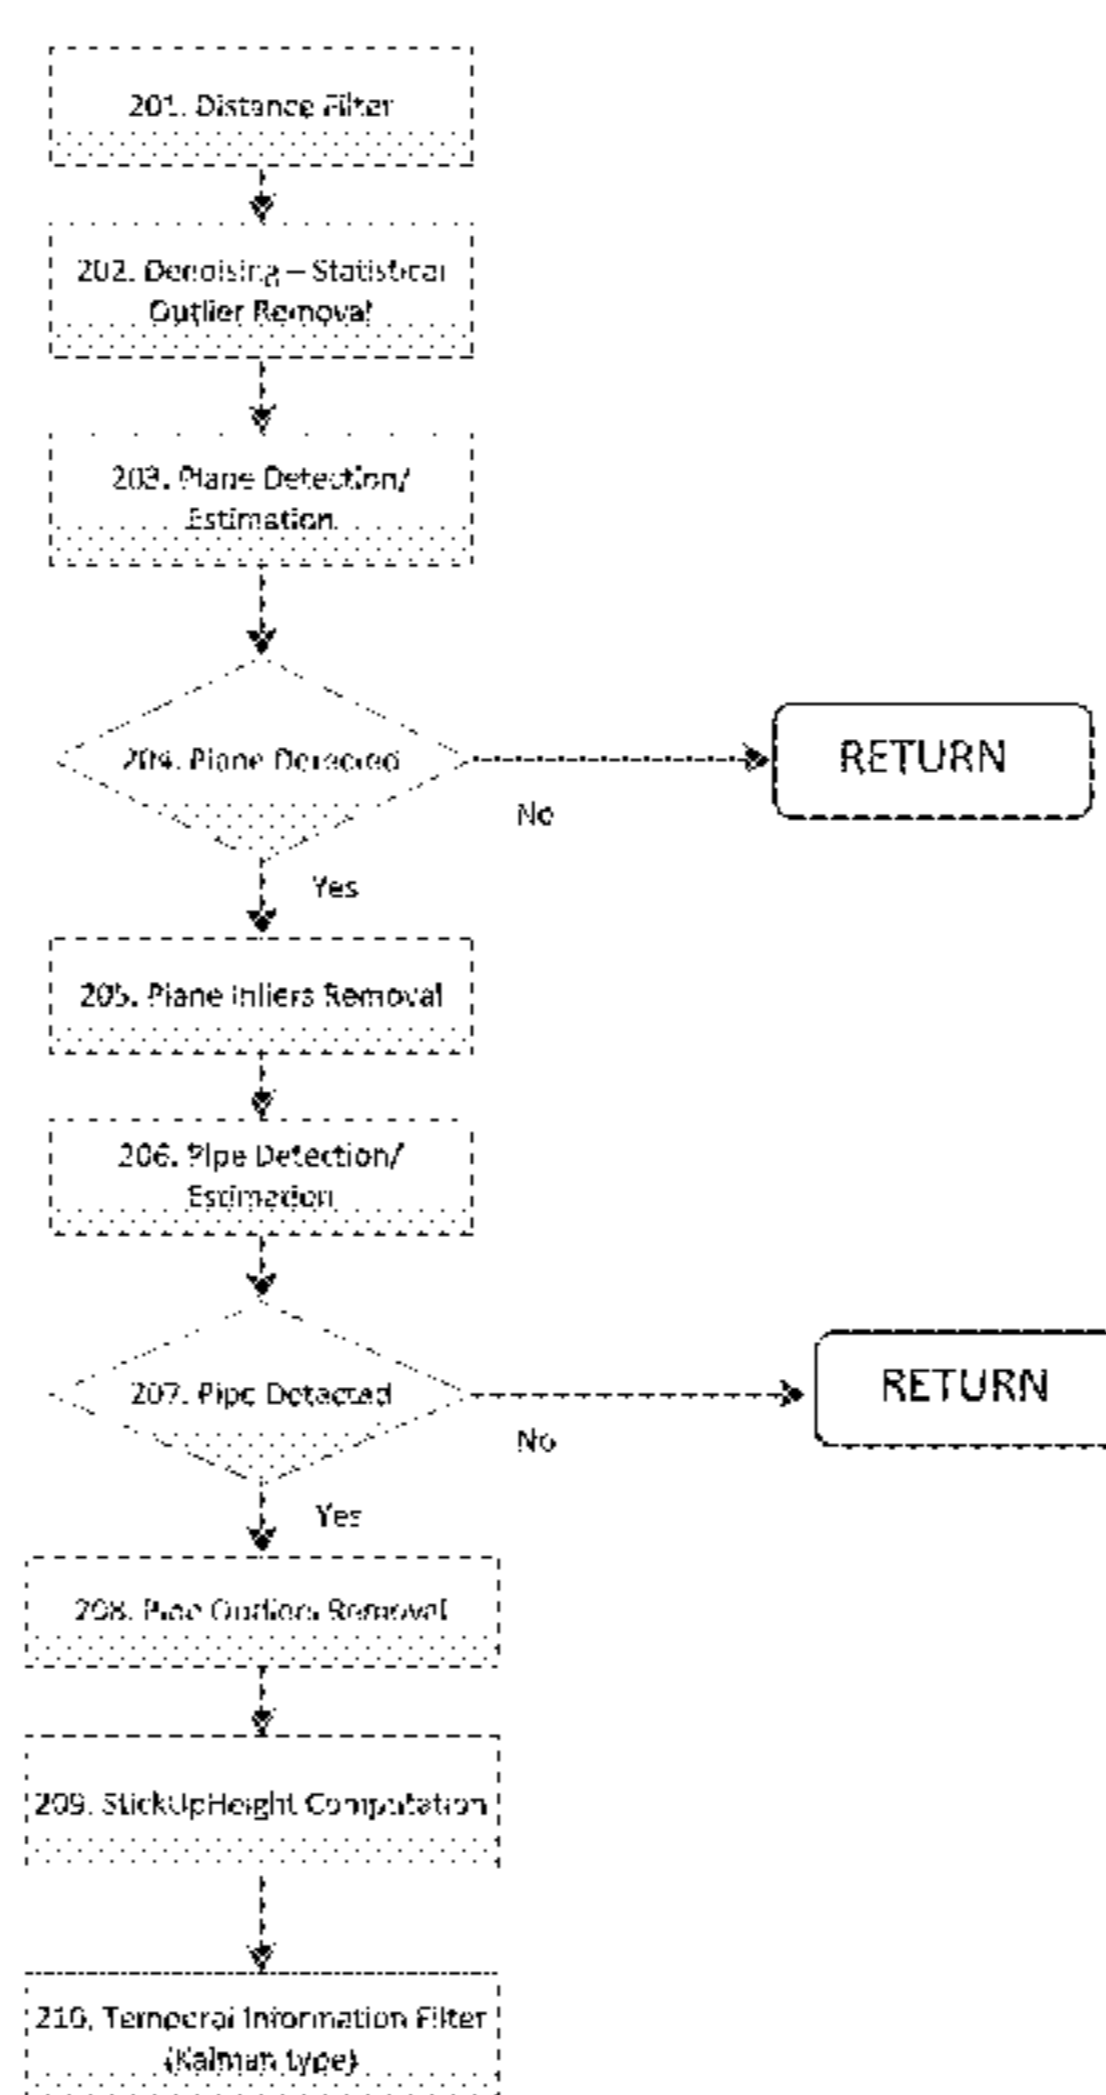 201. Distance Filter
202. Denoising – Statistical
Outlier Removal
203. Plane Detection/
Estimation
204. Plane Detected
RETURN
No
Yes
205. Plane Inliers Removal
206. Pipe Detection/
Estimation
207. Pipe Detected
RETURN
No
Yes
208. Pipe Outliers Removal
209. StickUpHeight Computation
210. Temporal Information Filter
(Kalman type)